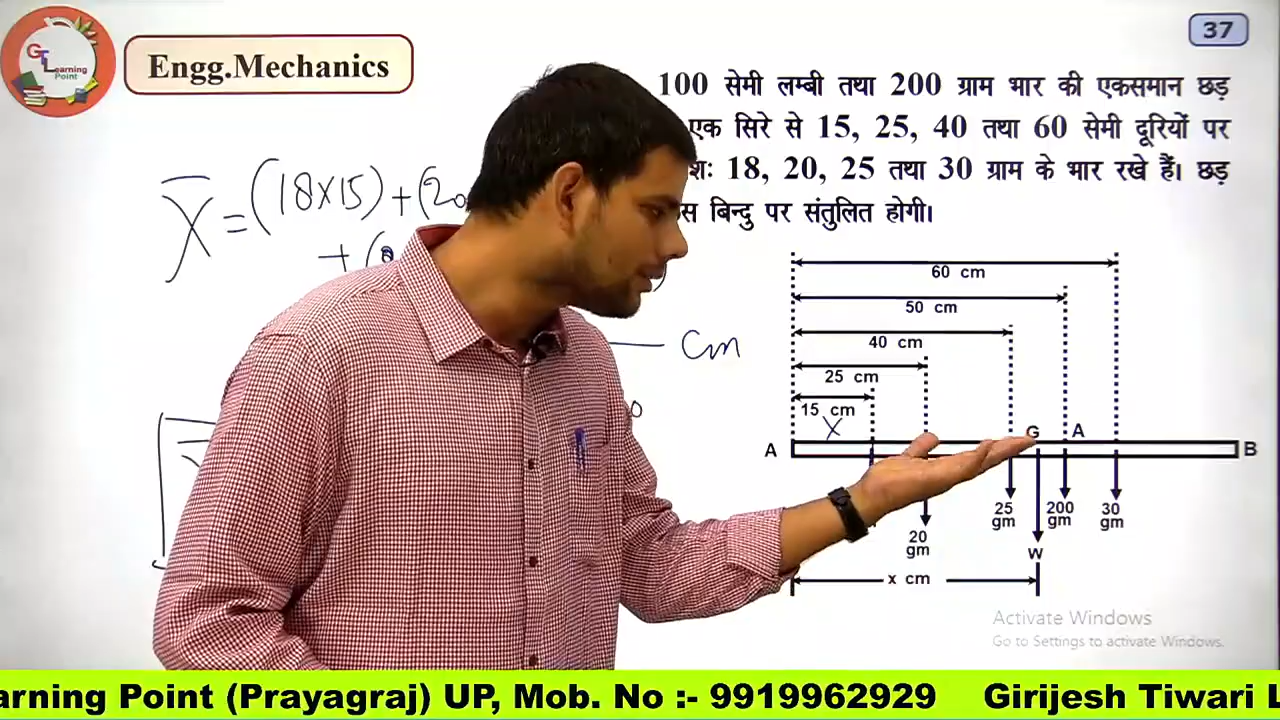 37
G
T
Learning
Point
Engg.Mechanics
100 सेमी लम्बी तथा 200 ग्राम भार की एकसमान छड़
एक सिरे से 15, 25, 40 तथा 60 सेमी दूरियों पर
शः 18, 20, 25 तथा 30 ग्राम के भार रखे हैं। छड़
बिन्दु पर संतुलित होगी।
X̄ = (18×15) + (20
+ (
cm
60 cm
50 cm
40 cm
25 cm
15 cm
X
G A
A B
25 gm
200 gm
30 gm
20 gm
W
x cm
Activate Windows
Go to Settings to activate Windows.
arning Point (Prayagraj) UP, Mob. No :- 9919962929 Girijesh Tiwari L